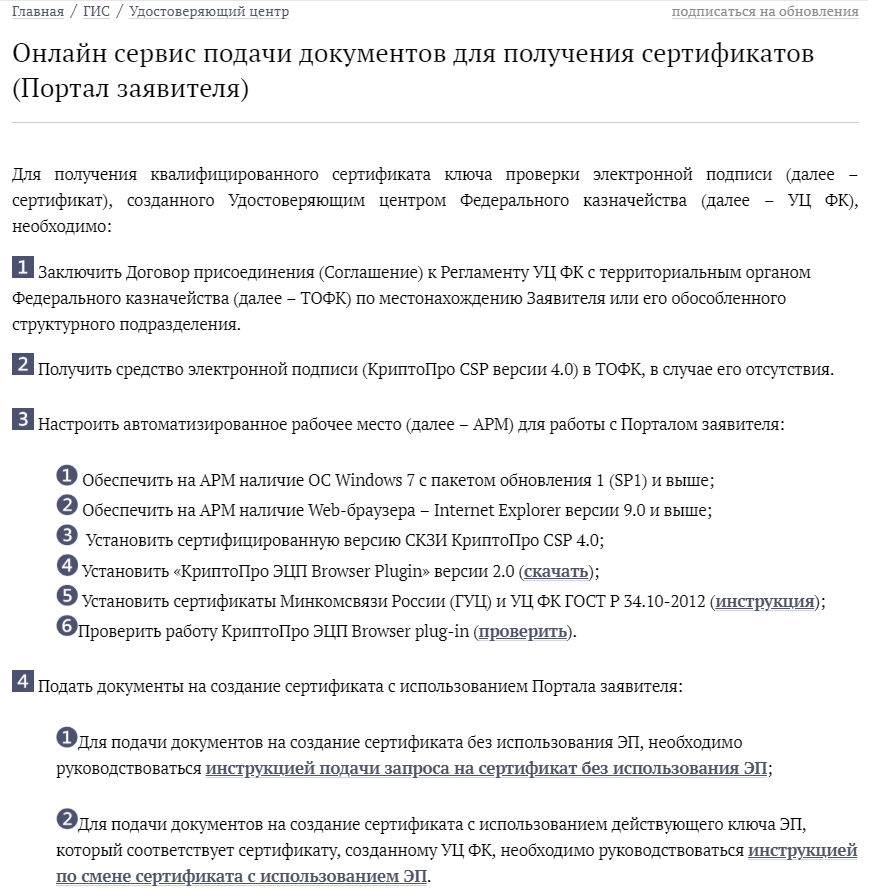 Главная / ГИС / Удостоверяющий центр подписаться на обновления
Онлайн сервис подачи документов для получения сертификатов
(Портал заявителя)
Для получения квалифицированного сертификата ключа проверки электронной подписи (далее –
сертификат), созданного Удостоверяющим центром Федерального казначейства (далее – УЦ ФК),
необходимо:
1 Заключить Договор присоединения (Соглашение) к Регламенту УЦ ФК с территориальным органом
Федерального казначейства (далее – ТОФК) по местонахождению Заявителя или его обособленного
структурного подразделения.
2 Получить средство электронной подписи (КриптоПро CSP версии 4.0) в ТОФК, в случае его отсутствия.
3 Настроить автоматизированное рабочее место (далее – АРМ) для работы с Порталом заявителя:
1 Обеспечить на АРМ наличие ОС Windows 7 с пакетом обновления 1 (SP1) и выше;
2 Обеспечить на АРМ наличие Web-браузера – Internet Explorer версии 9.0 и выше;
3 Установить сертифицированную версию СКЗИ КриптоПро CSP 4.0;
4 Установить «КриптоПро ЭЦП Browser Plugin» версии 2.0 (скачать);
5 Установить сертификаты Минкомсвязи России (ГУЦ) и УЦ ФК ГОСТ Р 34.10-2012 (инструкция);
6 Проверить работу КриптоПро ЭЦП Browser plug-in (проверить).
4 Подать документы на создание сертификата с использованием Портала заявителя:
1 Для подачи документов на создание сертификата без использования ЭП, необходимо
руководствоваться инструкцией подачи запроса на сертификат без использования ЭП;
2 Для подачи документов на создание сертификата с использованием действующего ключа ЭП,
который соответствует сертификату, созданному УЦ ФК, необходимо руководствоваться инструкцией
по смене сертификата с использованием ЭП.